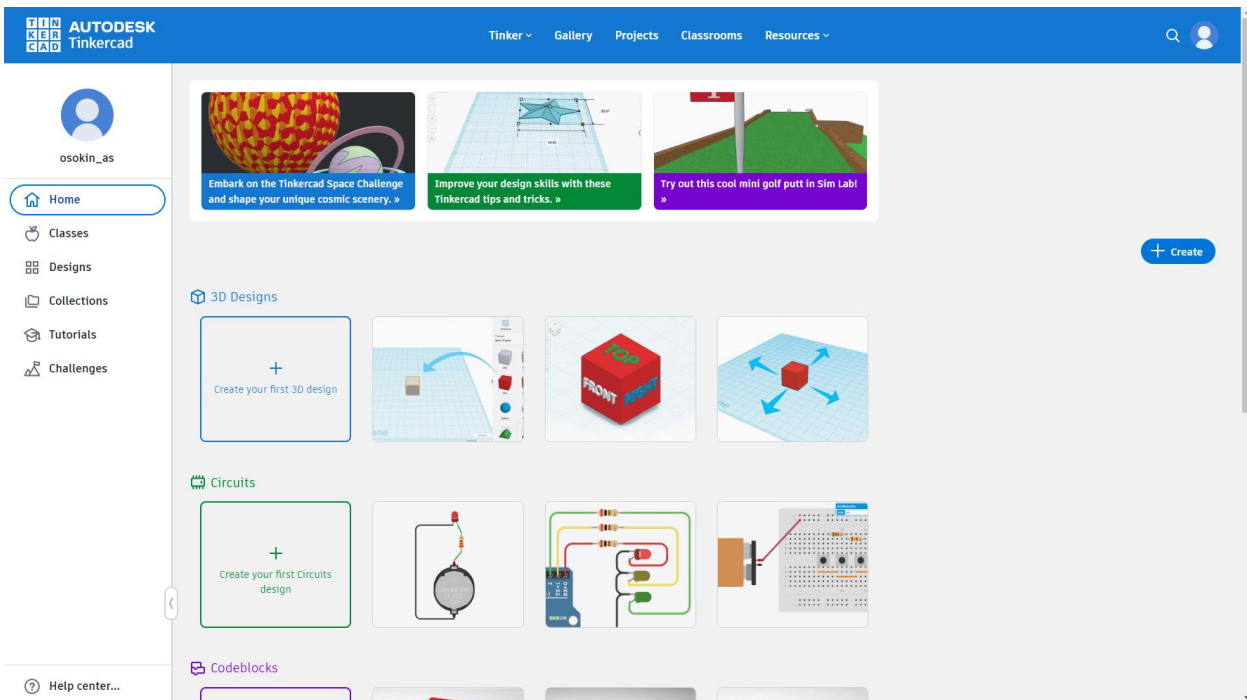 TIN
KER
CAD
AUTODESK
Tinkercad
Tinker
Gallery
Projects
Classrooms
Resources
osokin_as
Home
Classes
Designs
Collections
Tutorials
Challenges
Help center...
Embark on the Tinkercad Space Challenge
and shape your unique cosmic scenery. »
Improve your design skills with these
Tinkercad tips and tricks. »
Try out this cool mini golf putt in Sim Lab!
»
+ Create
3D Designs
+
Create your first 3D design
TOP
FRONT
RIGHT
Circuits
+
Create your first Circuits
design
Codeblocks